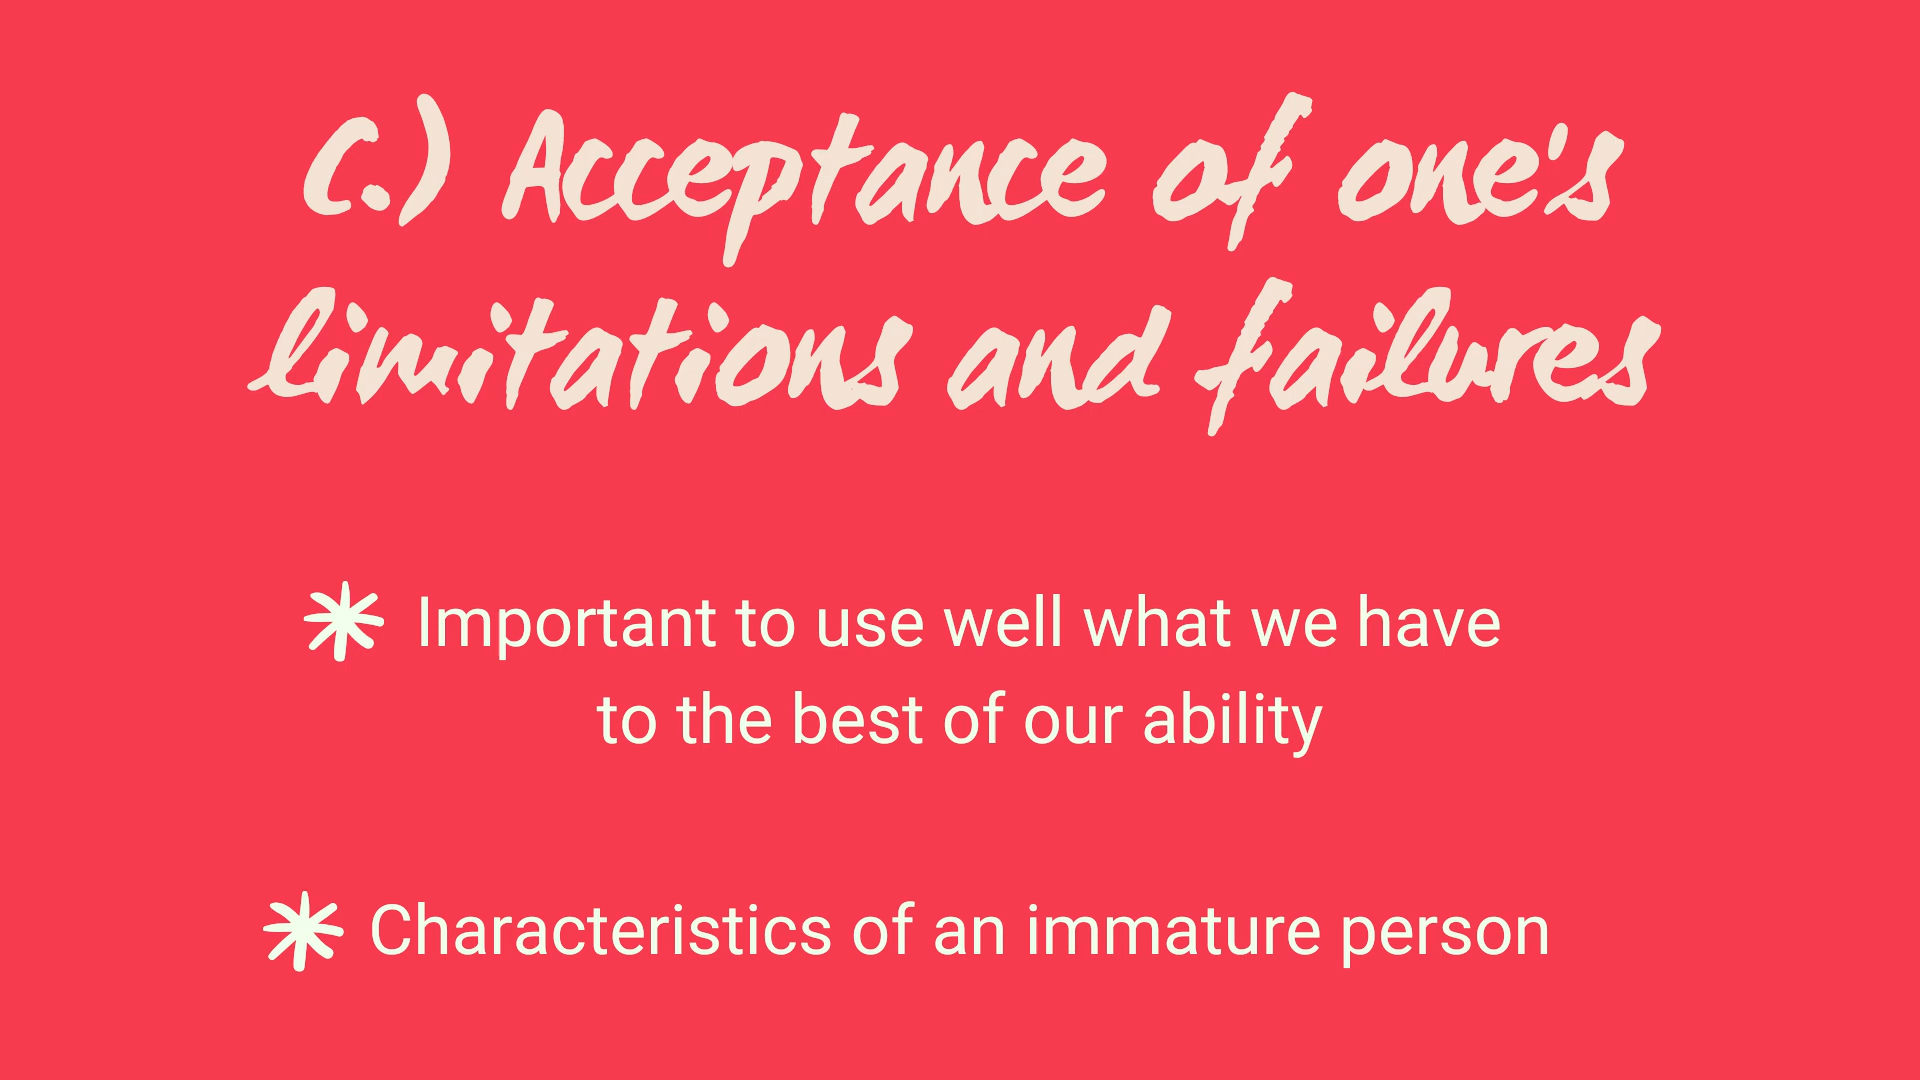 C.) Acceptance of one's
limitations and failures
Important to use well what we have
to the best of our ability
Characteristics of an immature person